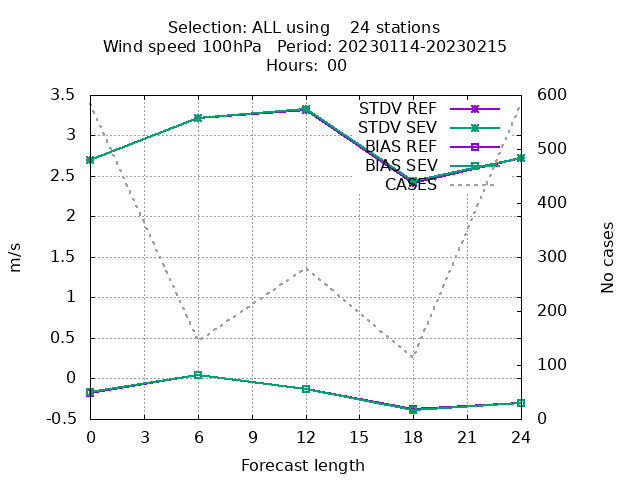 Selection: ALL using    24 stations
Wind speed 100hPa   Period: 20230114-20230215
Hours:  00
3.5
3
2.5
2
1.5
1
0.5
0
-0.5
m/s
STDV REF
STDV SEV
BIAS REF
BIAS SEV
CASES
600
500
400
300
200
100
0
No cases
0 3 6 9 12 15 18 21 24
Forecast length